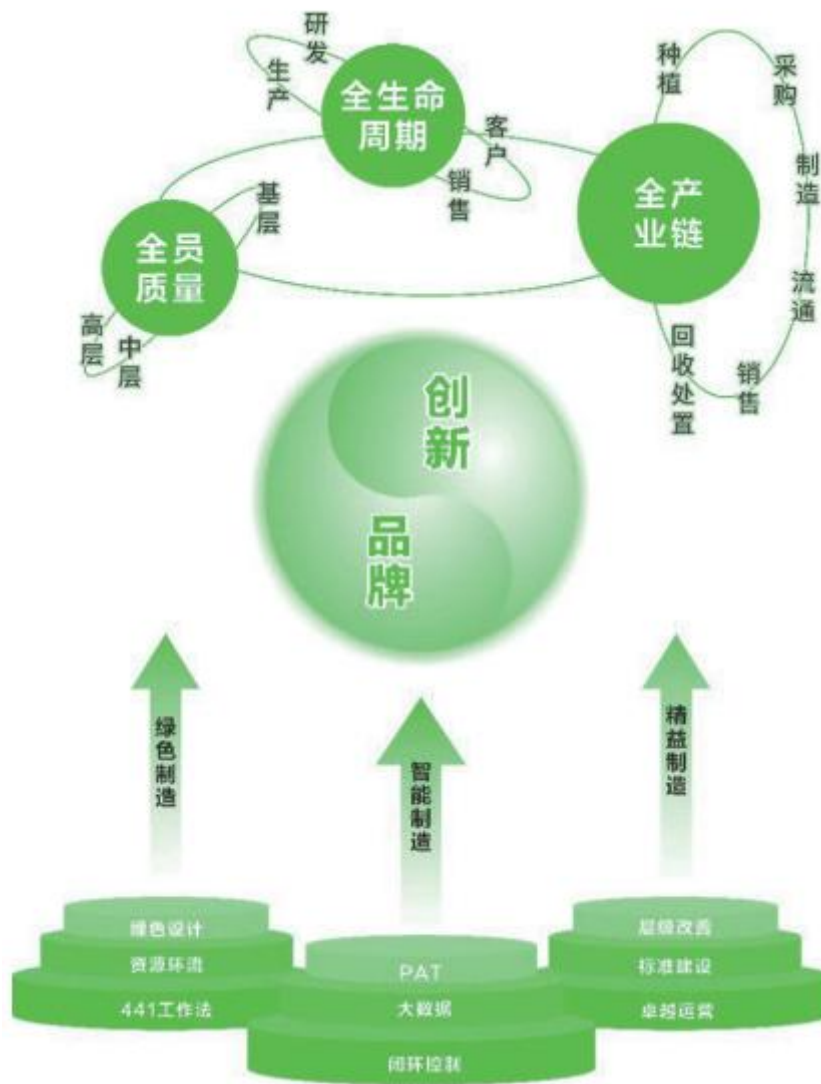 研发
生产
全生命
周期
客户
销售
种植
采购
制造
流通
销售
回收处置
全产
业链
基层
全员
质量
高层
中层
创新
品牌
绿色制造
智能制造
精益制造
绿色设计
资源环流
441工作法
PAT
大数据
闭环控制
层级改善
标准建设
卓越运营